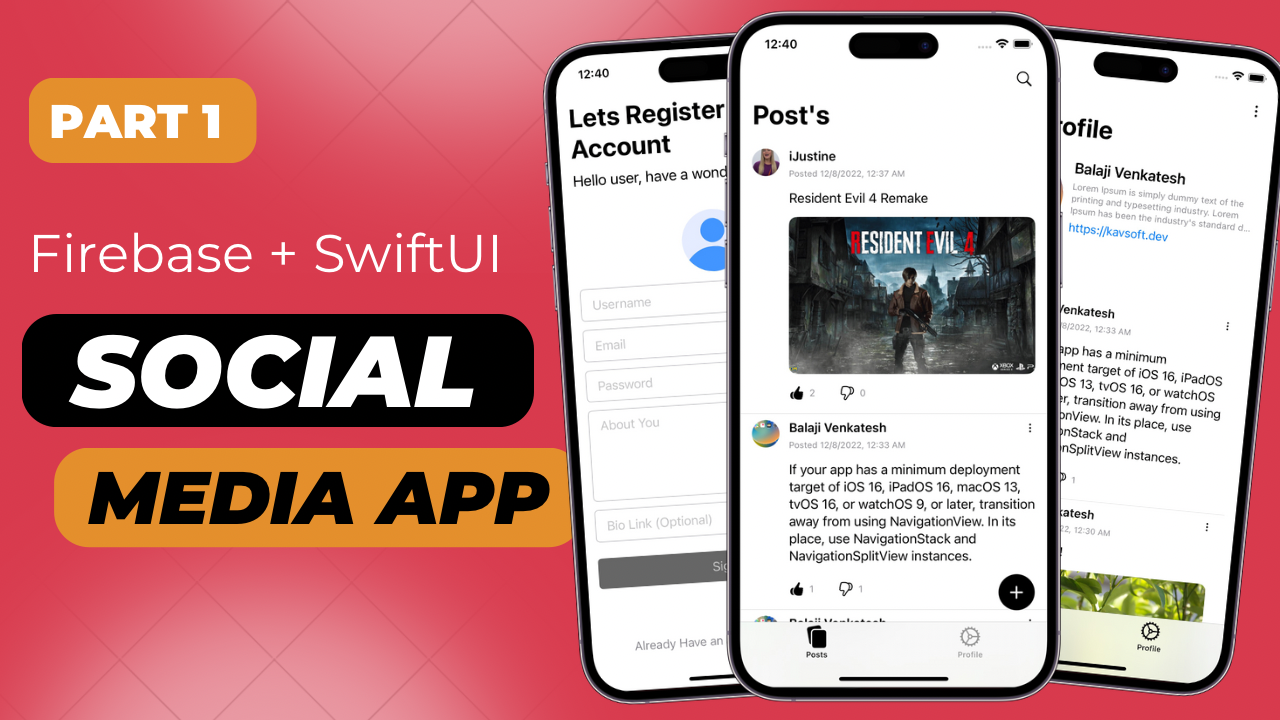 PART 1
Firebase + SwiftUI
SOCIAL
MEDIA APP
12:40
Lets Register
Account
Hello user, have a wond
Username
Email
Password
About You
Bio Link (Optional)
Sig
Already Have an
12:40
Post's
iJustine
Posted 12/8/2022, 12:37 AM
Resident Evil 4 Remake
RESIDENT EVIL 4
XBOX
2
0
Balaji Venkatesh
Posted 12/8/2022, 12:33 AM
If your app has a minimum deployment
target of iOS 16, iPadOS 16, macOS 13,
tvOS 16, or watchOS 9, or later, transition
away from using NavigationView. In its
place, use NavigationStack and
NavigationSplitView instances.
1
1
Balaji Venkatesh
Posts
Profile
rofile
Balaji Venkatesh
Lorem Ipsum is simply dummy text of the
printing and typesetting industry. Lorem
Ipsum has been the industry's standard d...
https://kavsoft.dev
Venkatesh
/8/2022, 12:33 AM
app has a minimum
ment target of iOS 16, iPadOS
OS 13, tvOS 16, or watchOS
er, transition away from using
onView. In its place, use
onStack and
onSplitView instances.
1
katesh
22, 12:30 AM
!
Profile